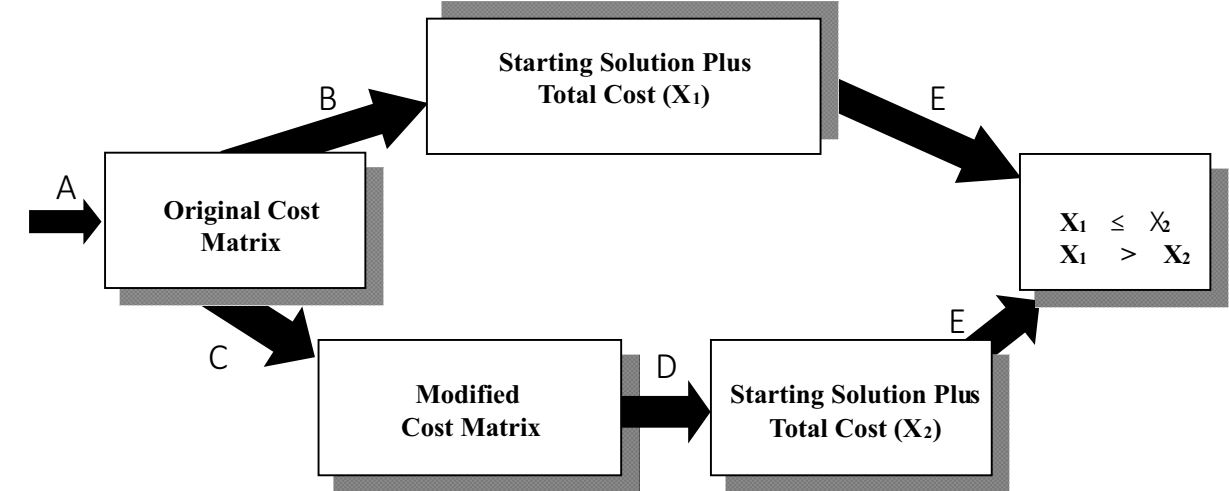 Starting Solution Plus
Total Cost (X₁)
B
E
A
Original Cost
Matrix
X₁ ≤ X₂
X₁ > X₂
E
C
D
Modified
Cost Matrix
Starting Solution Plus
Total Cost (X₂)